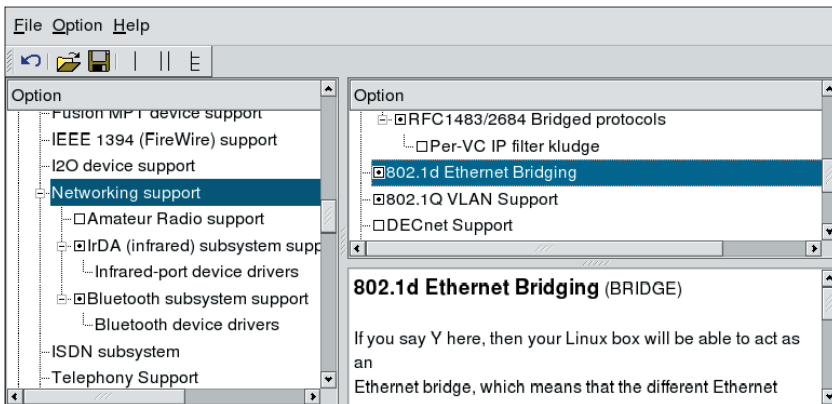 File Option Help
Option
Fusion MPT device support
IEEE 1394 (FireWire) support
I2O device support
Networking support
Amateur Radio support
IrDA (infrared) subsystem supp
Infrared-port device drivers
Bluetooth subsystem support
Bluetooth device drivers
ISDN subsystem
Telephony Support
Option
RFC1483/2684 Bridged protocols
Per-VC IP filter kludge
802.1d Ethernet Bridging
802.1Q VLAN Support
DECnet Support
802.1d Ethernet Bridging (BRIDGE)
If you say Y here, then your Linux box will be able to act as
an
Ethernet bridge, which means that the different Ethernet